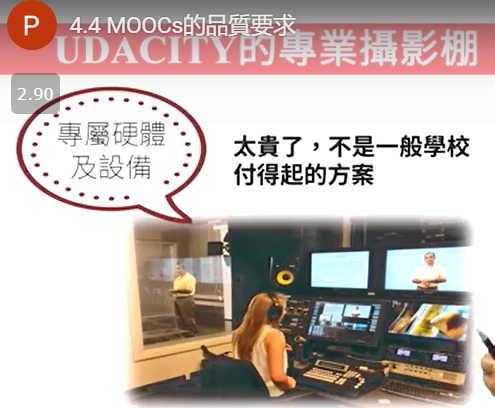 P
4.4 MOOCs的品質要求
UDACITY的專業攝影棚
2.90
專屬硬體
及設備
太貴了，不是一般學校
付得起的方案